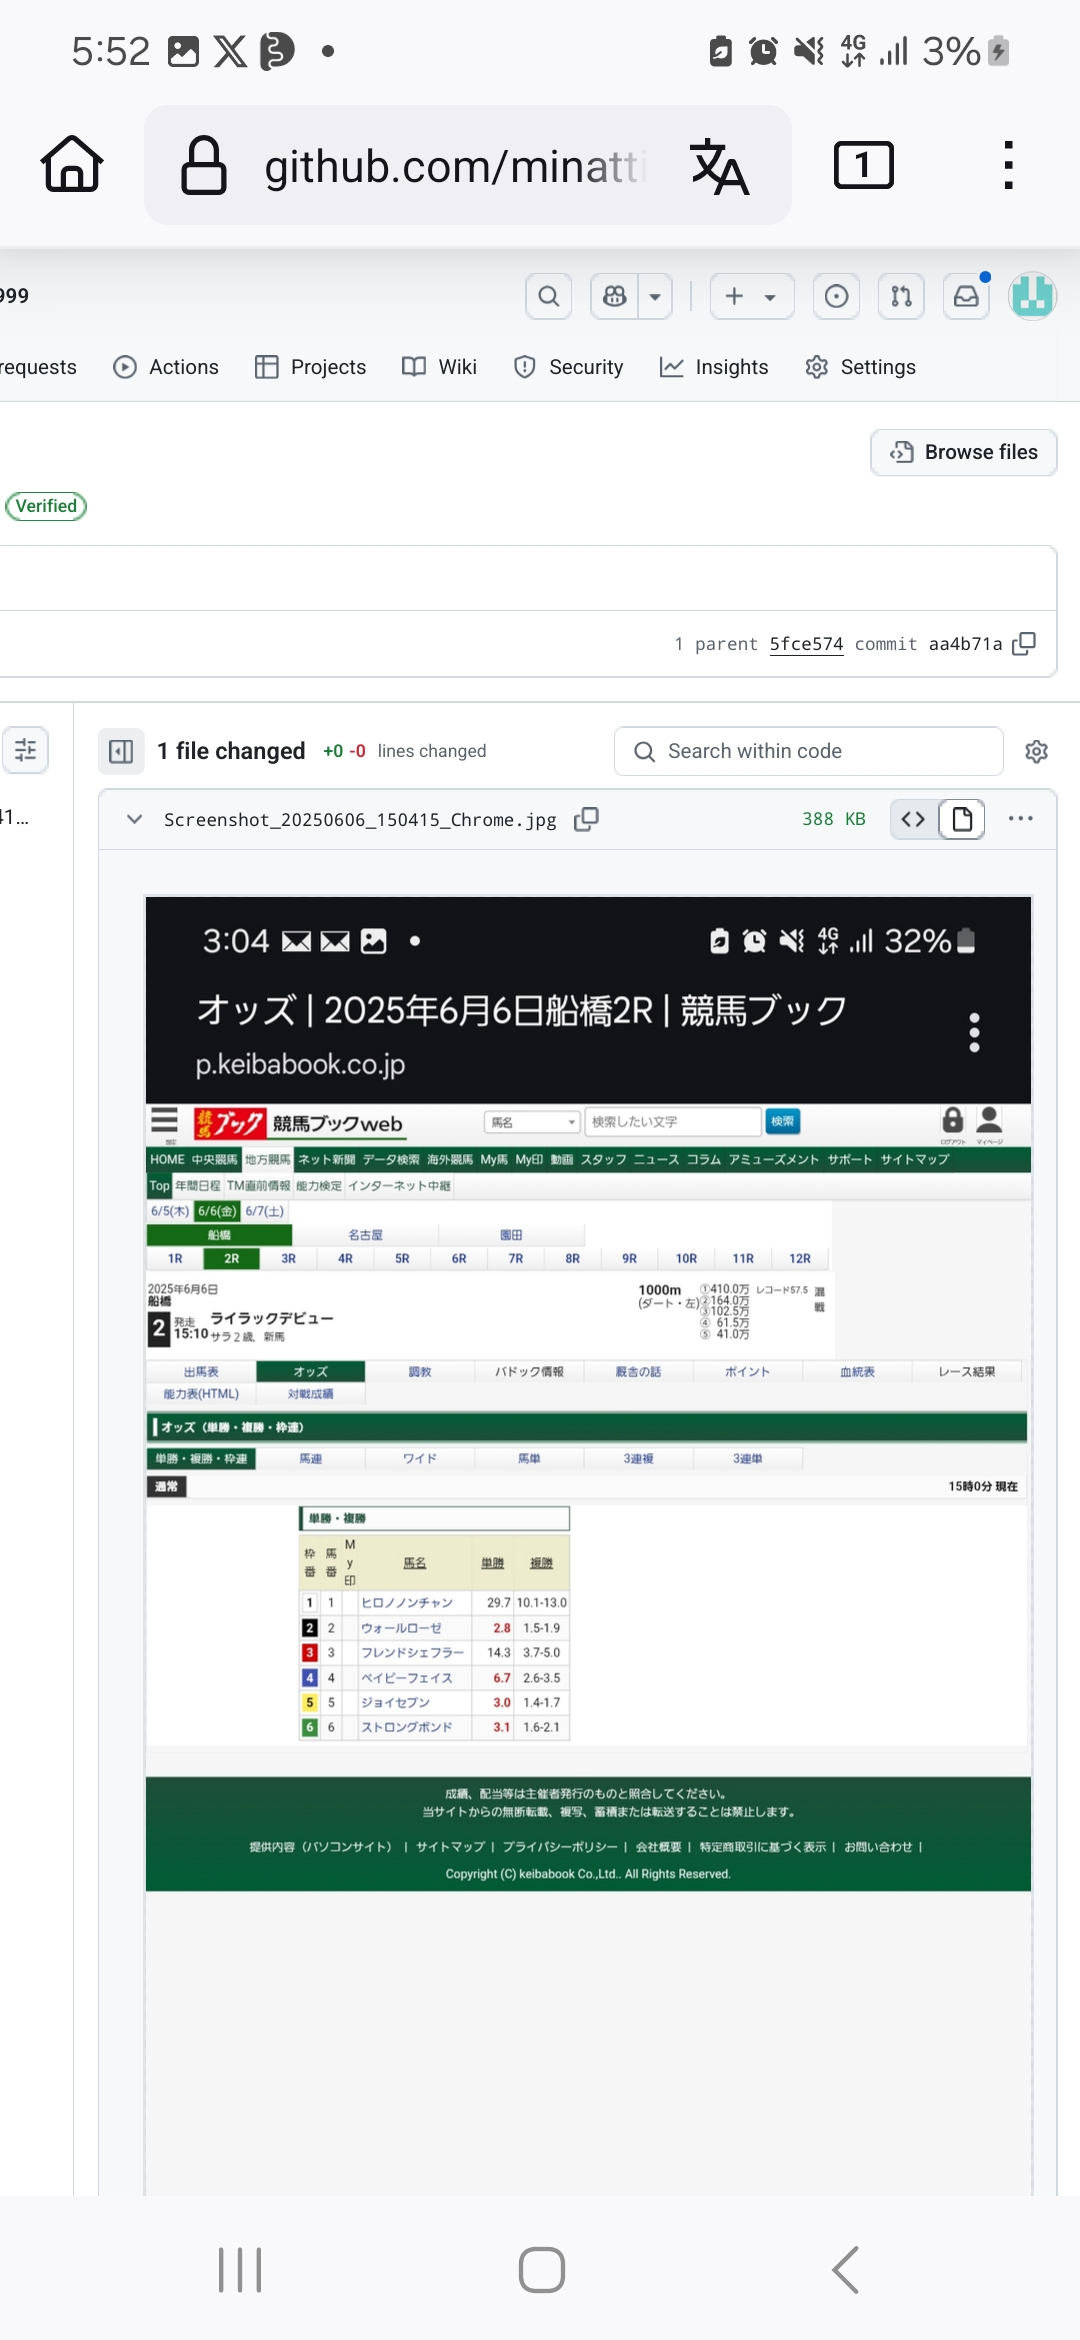 5:52
4G
3%
github.com/minatti
1
999
requests
Actions
Projects
Wiki
Security
Insights
Settings
Browse files
Verified
1 parent 5fce574 commit aa4b71a
1 file changed
+0 -0 lines changed
Search within code
41...
Screenshot_20250606_150415_Chrome.jpg
388 KB
3:04
4G
32%
オッズ | 2025年6月6日船橋2R | 競馬ブック
p.keibabook.co.jp
競馬ブック 競馬ブックweb
馬名
検索したい文字
検索
ログアウト マイページ
HOME 中央競馬 地方競馬 ネット新聞 データ検索 海外競馬 My馬 My印 動画 スタッフ ニュース コラム アミューズメント サポート サイトマップ
Top 年間日程 TM直前情報 能力検定 インターネット中継
6/5(木) 6/6(金) 6/7(土)
船橋 名古屋 園田
1R 2R 3R 4R 5R 6R 7R 8R 9R 10R 11R 12R
2025年6月6日
船橋
2 発走 15:10
ライラックデビュー
サラ2歳、新馬
1000m
(ダート・左)
①410.0万
②164.0万
③102.5万
④ 61.5万
⑤ 41.0万
レコード57.5
混戦
出馬表 オッズ 調教 パドック情報 厩舎の話 ポイント 血統表 レース結果
能力表(HTML) 対戦成績
オッズ（単勝・複勝・枠連）
単勝・複勝・枠連 馬連 ワイド 馬単 3連複 3連単
通常
15時0分 現在
単勝・複勝
枠番 馬番 My印 馬名 単勝 複勝
1 1 ヒロノノンチャン 29.7 10.1-13.0
2 2 ウォールローゼ 2.8 1.5-1.9
3 3 フレンドシェフラー 14.3 3.7-5.0
4 4 ベイビーフェイス 6.7 2.6-3.5
5 5 ジョイセブン 3.0 1.4-1.7
6 6 ストロングボンド 3.1 1.6-2.1
成績、配当等は主催者発行のものと照合してください。
当サイトからの無断転載、複写、蓄積または転送することは禁止します。
提供内容（パソコンサイト） | サイトマップ | プライバシーポリシー | 会社概要 | 特定商取引に基づく表示 | お問い合わせ |
Copyright (C) keibabook Co.,Ltd.. All Rights Reserved.